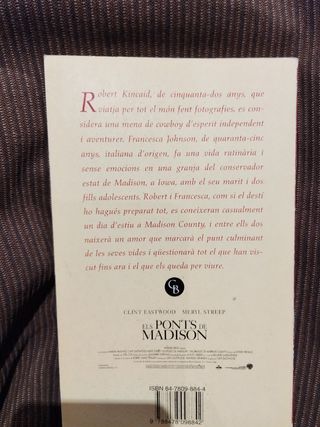 Robert Kincaid, de cinquanta-dos anys, que
viatja per tot el món fent fotografies, es con-
sidera una mena de cowboy d'esperit independent
i aventurer. Francesca Johnson, de quaranta-cinc
anys, italiana d'origen, fa una vida rutinària i
sense emocions en una granja del conservador
estat de Madison, a Iowa, amb el seu marit i dos
fills adolescents. Robert i Francesca, com si el destí
ho hagués preparat tot, es coneixeran casualment
un dia d'estiu a Madison County, i entre ells dos
naixerà un amor que marcarà el punt culminant
de les seves vides i qüestionarà tot el que han vis-
cut fins ara i el que els queda per viure.
CB
CLINT EASTWOOD MERYL STREEP
ELS PONTS DE
MADISON
ISBN 84-7809-884-4
9 788478 098842